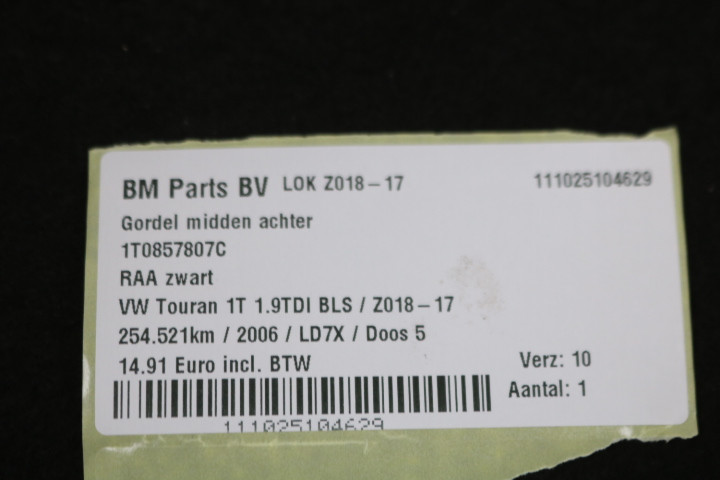 BM Parts BV LOK Z018-17 111025104629
Gordel midden achter
1T0857807C
RAA zwart
VW Touran 1T 1.9TDI BLS / Z018-17
254.521km / 2006 / LD7X / Doos 5
14.91 Euro incl. BTW Verz: 10
Aantal: 1
111025104629